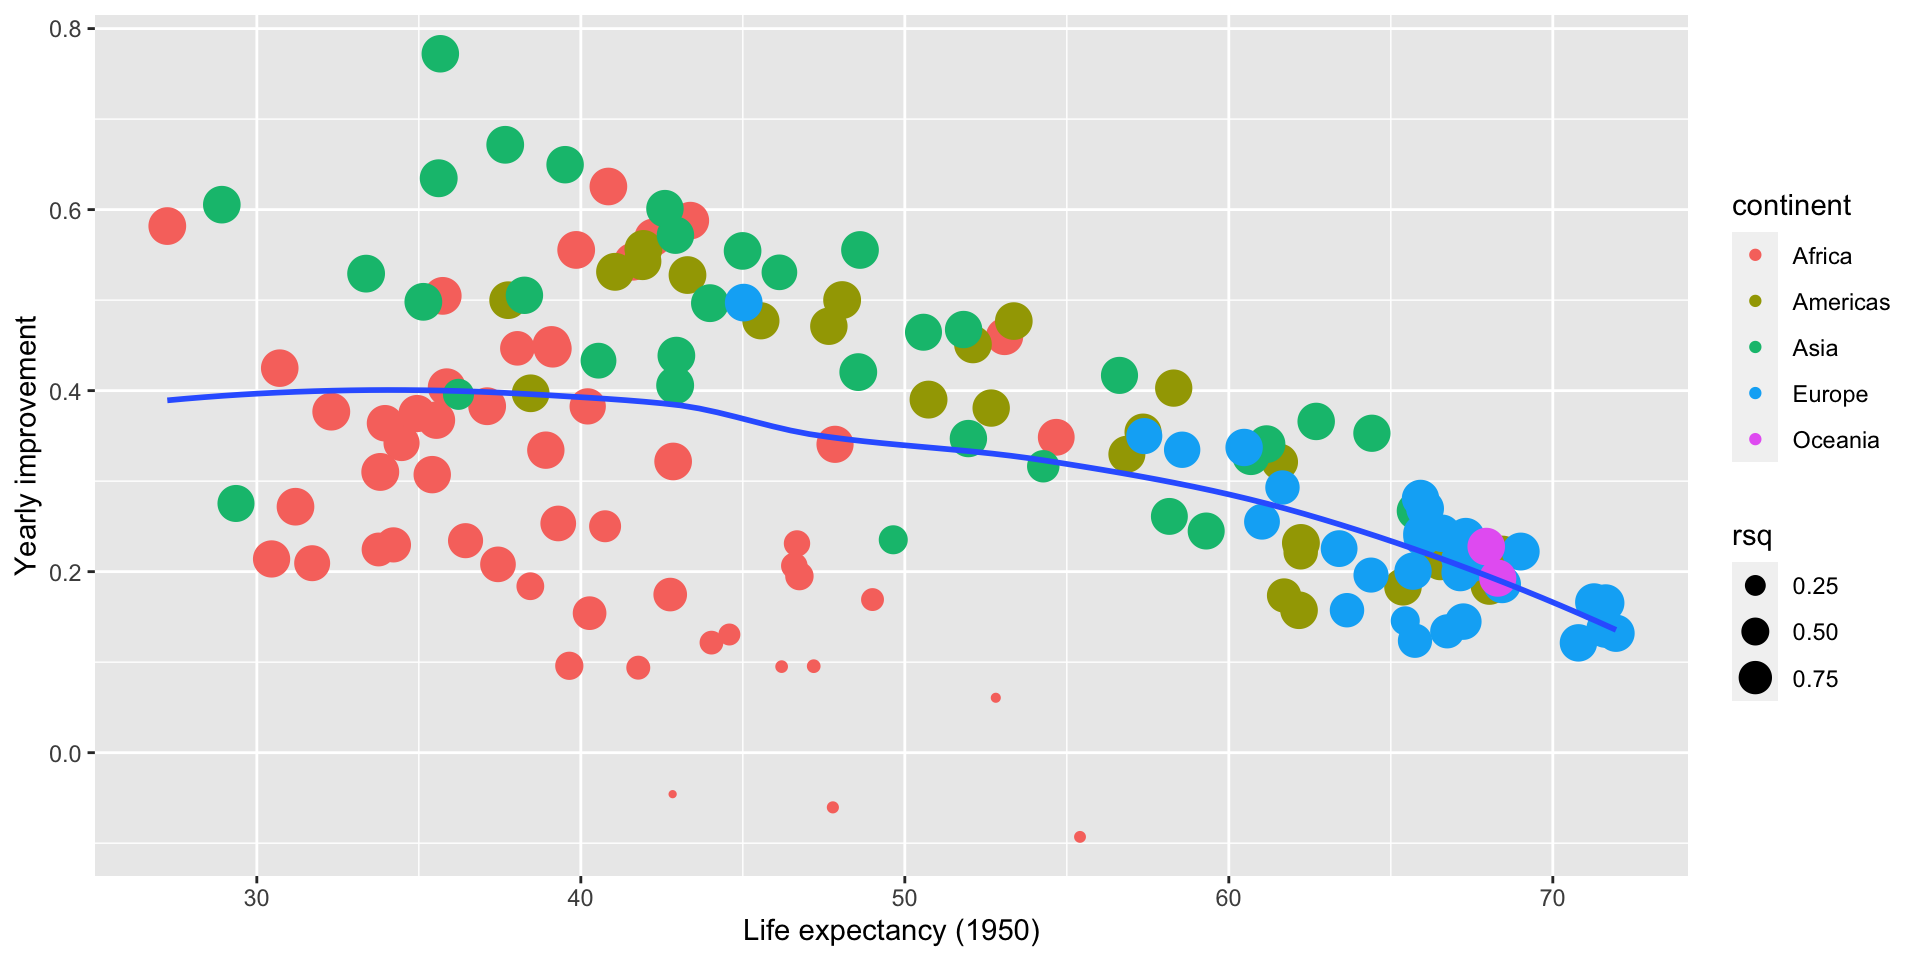 0.8
0.6
0.4
0.2
0.0
Yearly improvement
30 40 50 60 70
Life expectancy (1950)
continent
Africa
Americas
Asia
Europe
Oceania
rsq
0.25
0.50
0.75